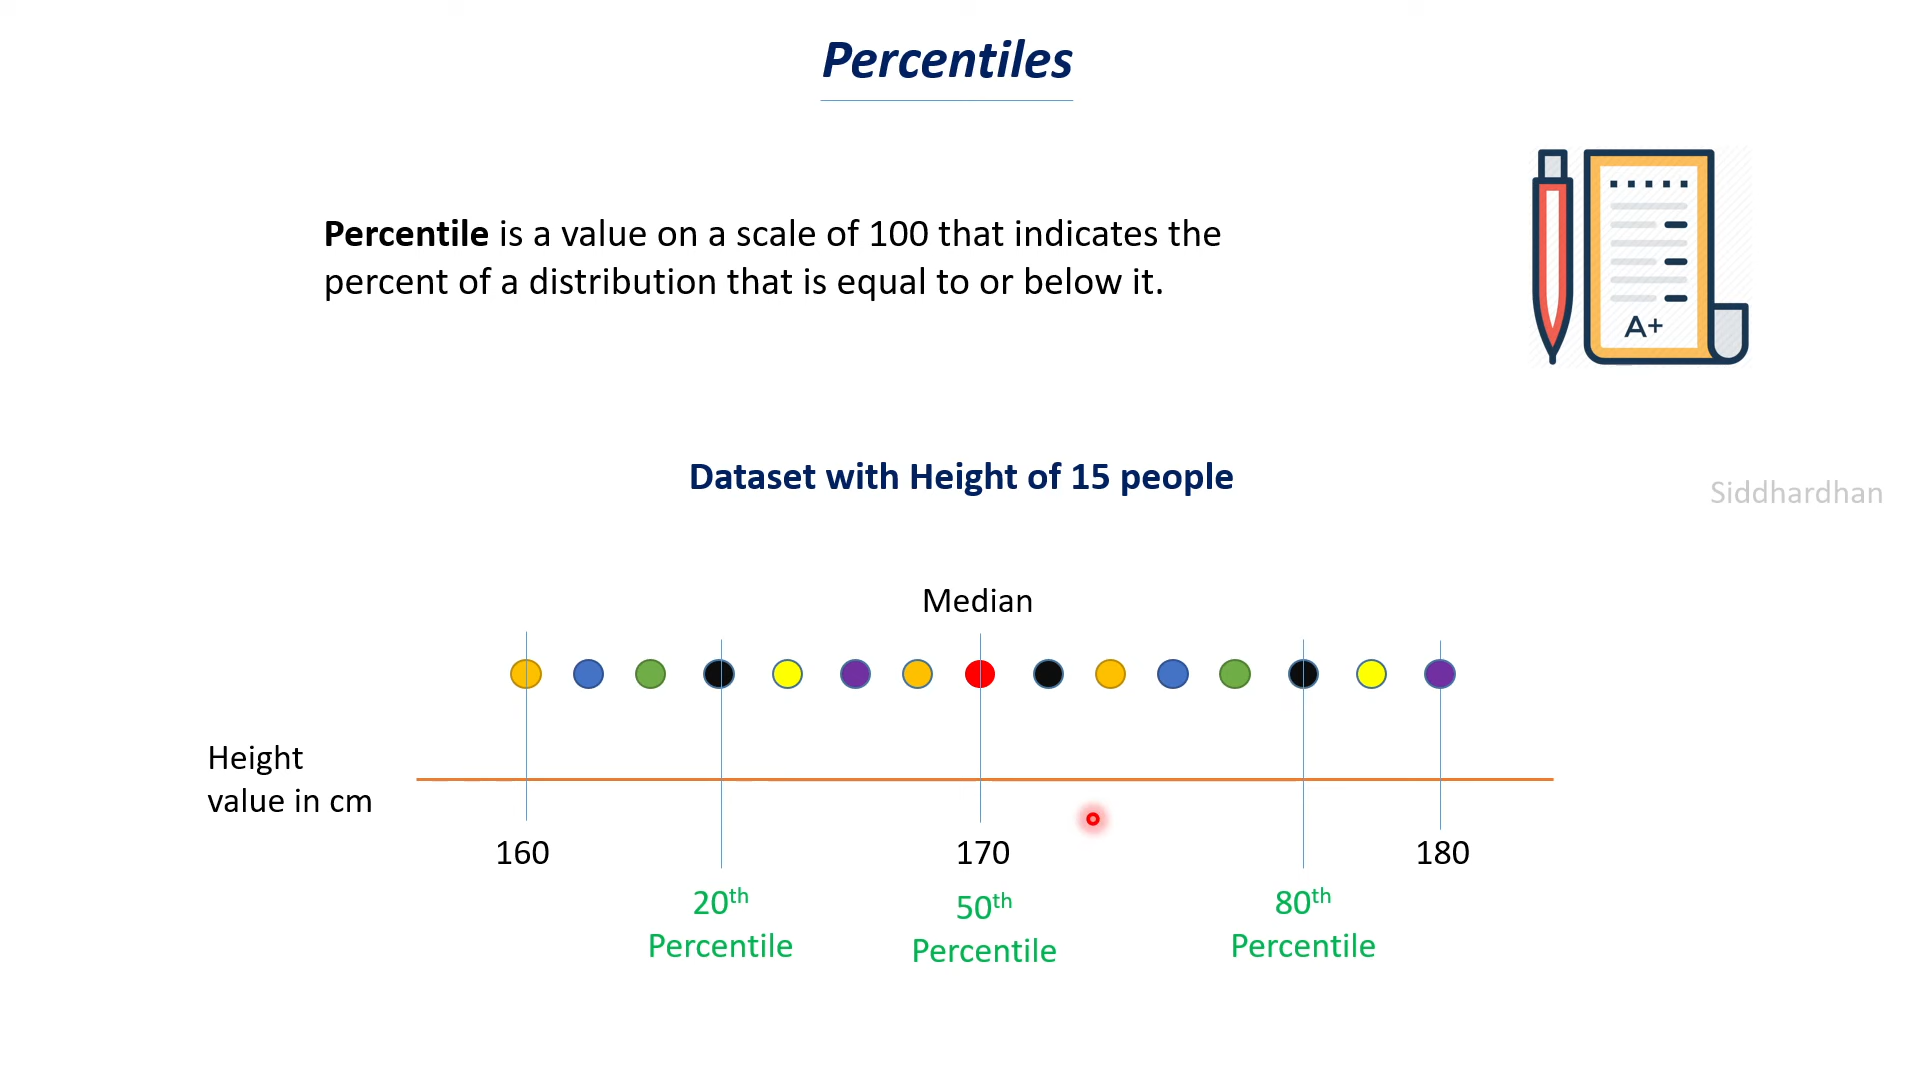 Percentiles
Percentile is a value on a scale of 100 that indicates the
percent of a distribution that is equal to or below it.
A+
Dataset with Height of 15 people
Siddhardhan
Median
Height
value in cm
160
170
180
20th
Percentile
50th
Percentile
80th
Percentile